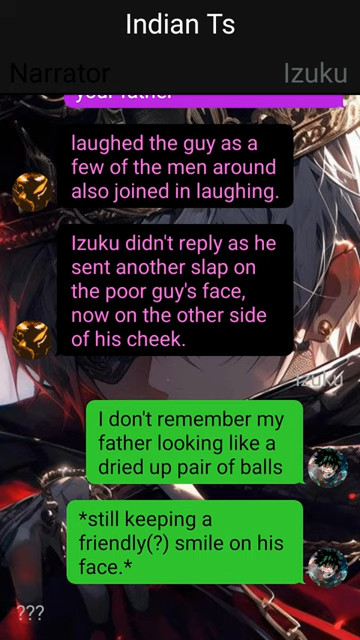 Indian Ts
Narrator
Izuku
your father
laughed the guy as a
few of the men around
also joined in laughing.
Izuku didn't reply as he
sent another slap on
the poor guy's face,
now on the other side
of his cheek.
Izuku
I don't remember my
father looking like a
dried up pair of balls
*still keeping a
friendly(?) smile on his
face.*
???